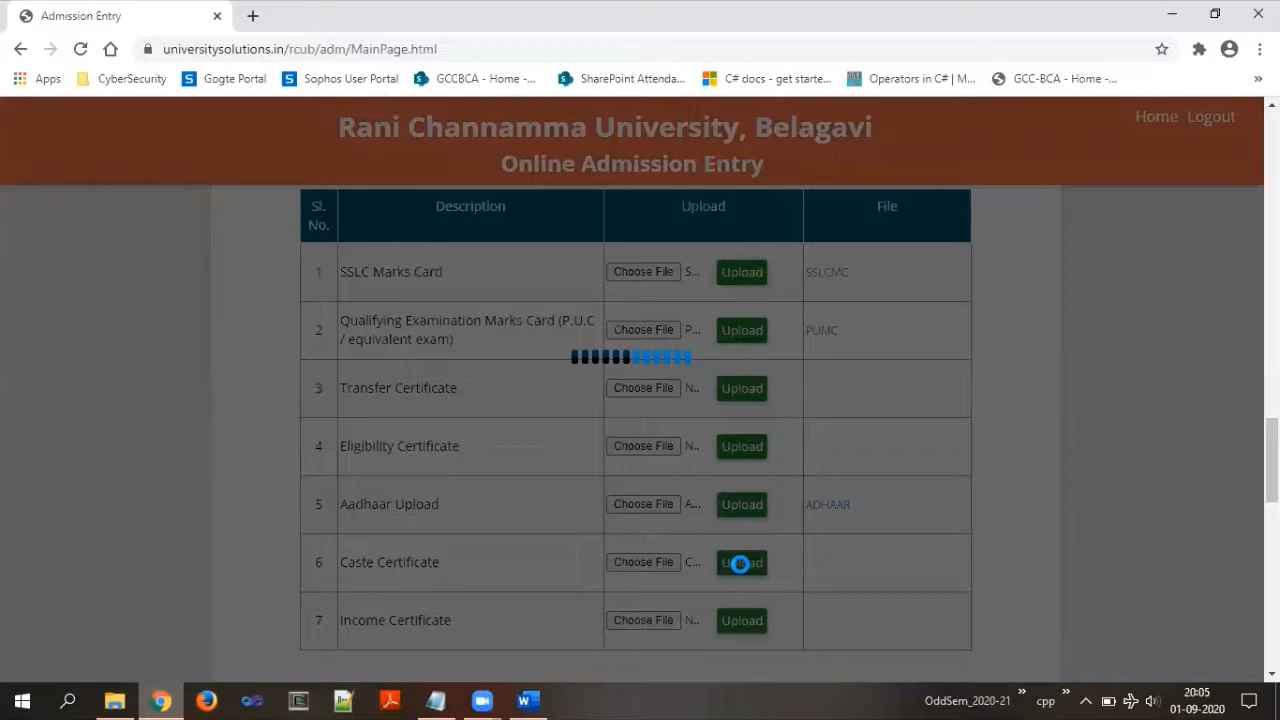 Admission Entry
universitysolutions.in/rcub/adm/MainPage.html
Apps CyberSecurity Gogte Portal Sophos User Portal GCCBCA - Home -... SharePoint Attenda... C# docs - get starte... Operators in C# | M... GCC-BCA - Home -... »
Rani Channamma University, Belagavi
Home Logout
Online Admission Entry
Sl. No. Description Upload File
1 SSLC Marks Card Choose File S... Upload SSLCMC
2 Qualifying Examination Marks Card (P.U.C
/ equivalent exam) Choose File P... Upload PUMC
3 Transfer Certificate Choose File N.. Upload
4 Eligibility Certificate Choose File N.. Upload
5 Aadhaar Upload Choose File A... Upload ADHAAR
6 Caste Certificate Choose File C... Upload
7 Income Certificate Choose File N.. Upload
OddSem_2020-21 » cpp » 20:05
01-09-2020